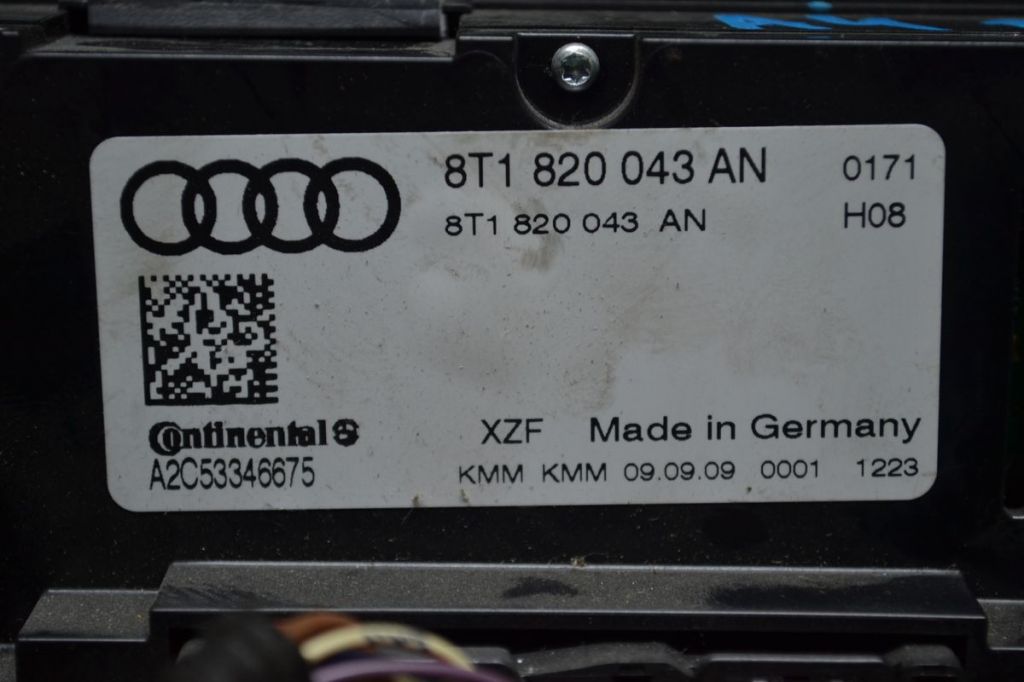 8T1 820 043 AN 0171
8T1 820 043 AN H08
Continental
A2C53346675
XZF Made in Germany
KMM KMM 09.09.09 0001 1223